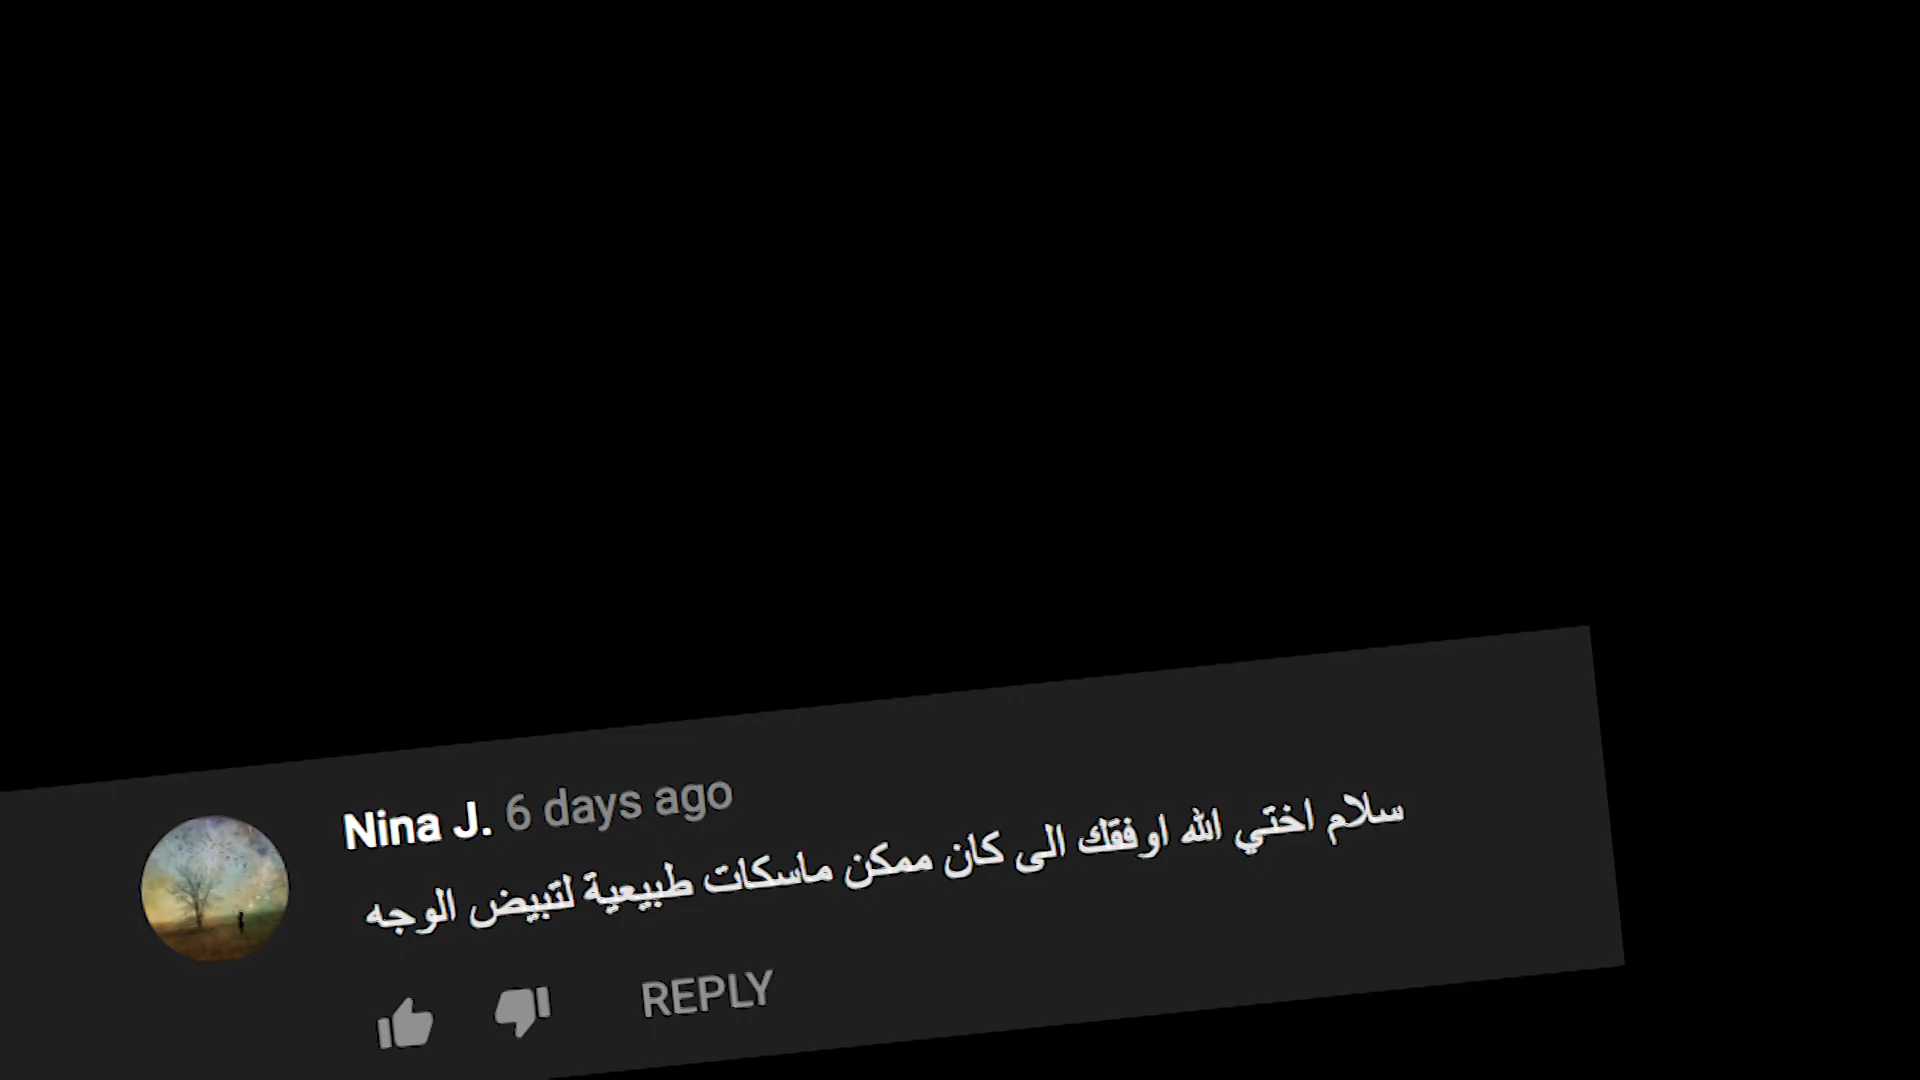 Nina J. 6 days ago
سلام اختي الله اوفقك الى كان ممكن ماسكات طبيعية لتبيض الوجه
REPLY